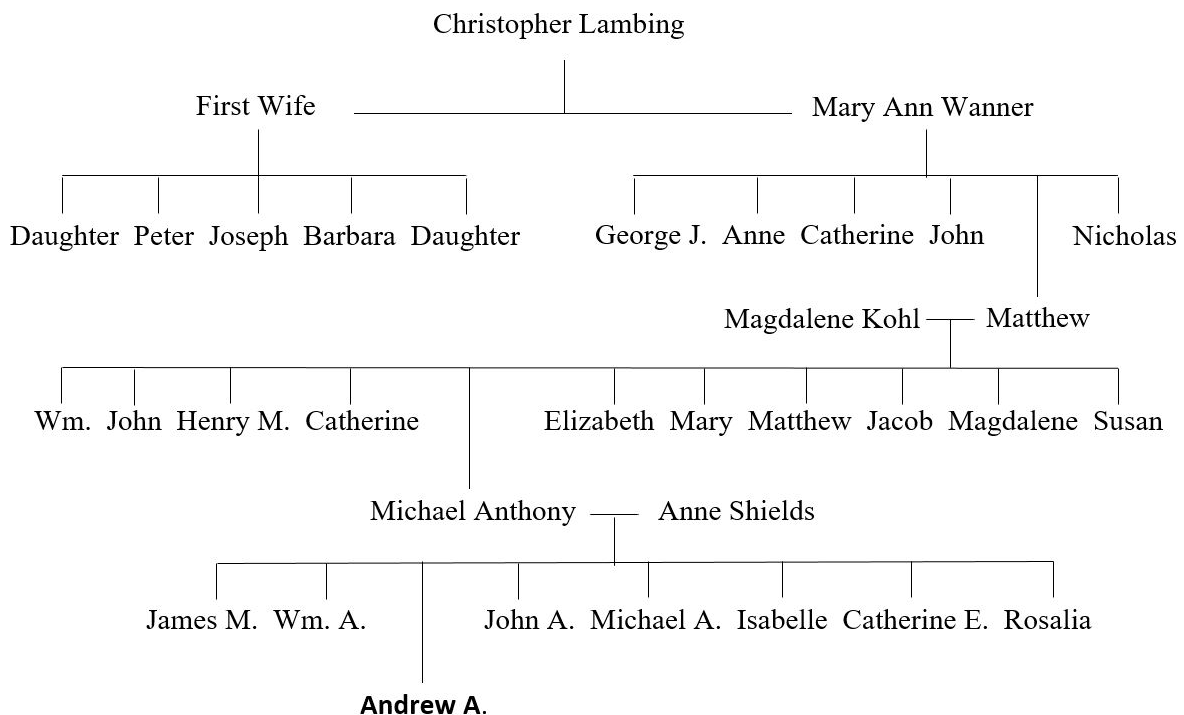 Christopher Lambing
First Wife Mary Ann Wanner
Daughter Peter Joseph Barbara Daughter George J. Anne Catherine John Nicholas
Magdalene Kohl Matthew
Wm. John Henry M. Catherine Elizabeth Mary Matthew Jacob Magdalene Susan
Michael Anthony Anne Shields
James M. Wm. A. John A. Michael A. Isabelle Catherine E. Rosalia
Andrew A.